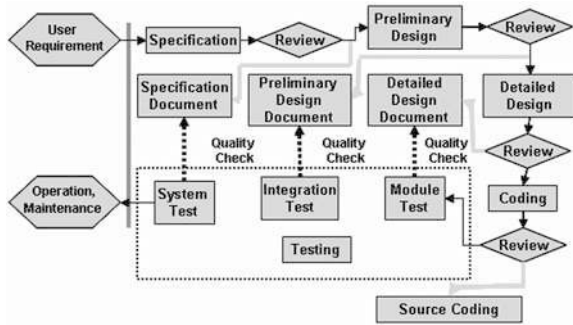 User
Requirement
Specification
Review
Preliminary
Design
Review
Specification
Document
Preliminary
Design
Document
Detailed
Design
Document
Detailed
Design
Quality
Check
Quality
Check
Quality
Check
Review
Operation,
Maintenance
System
Test
Integration
Test
Module
Test
Coding
Testing
Review
Source Coding